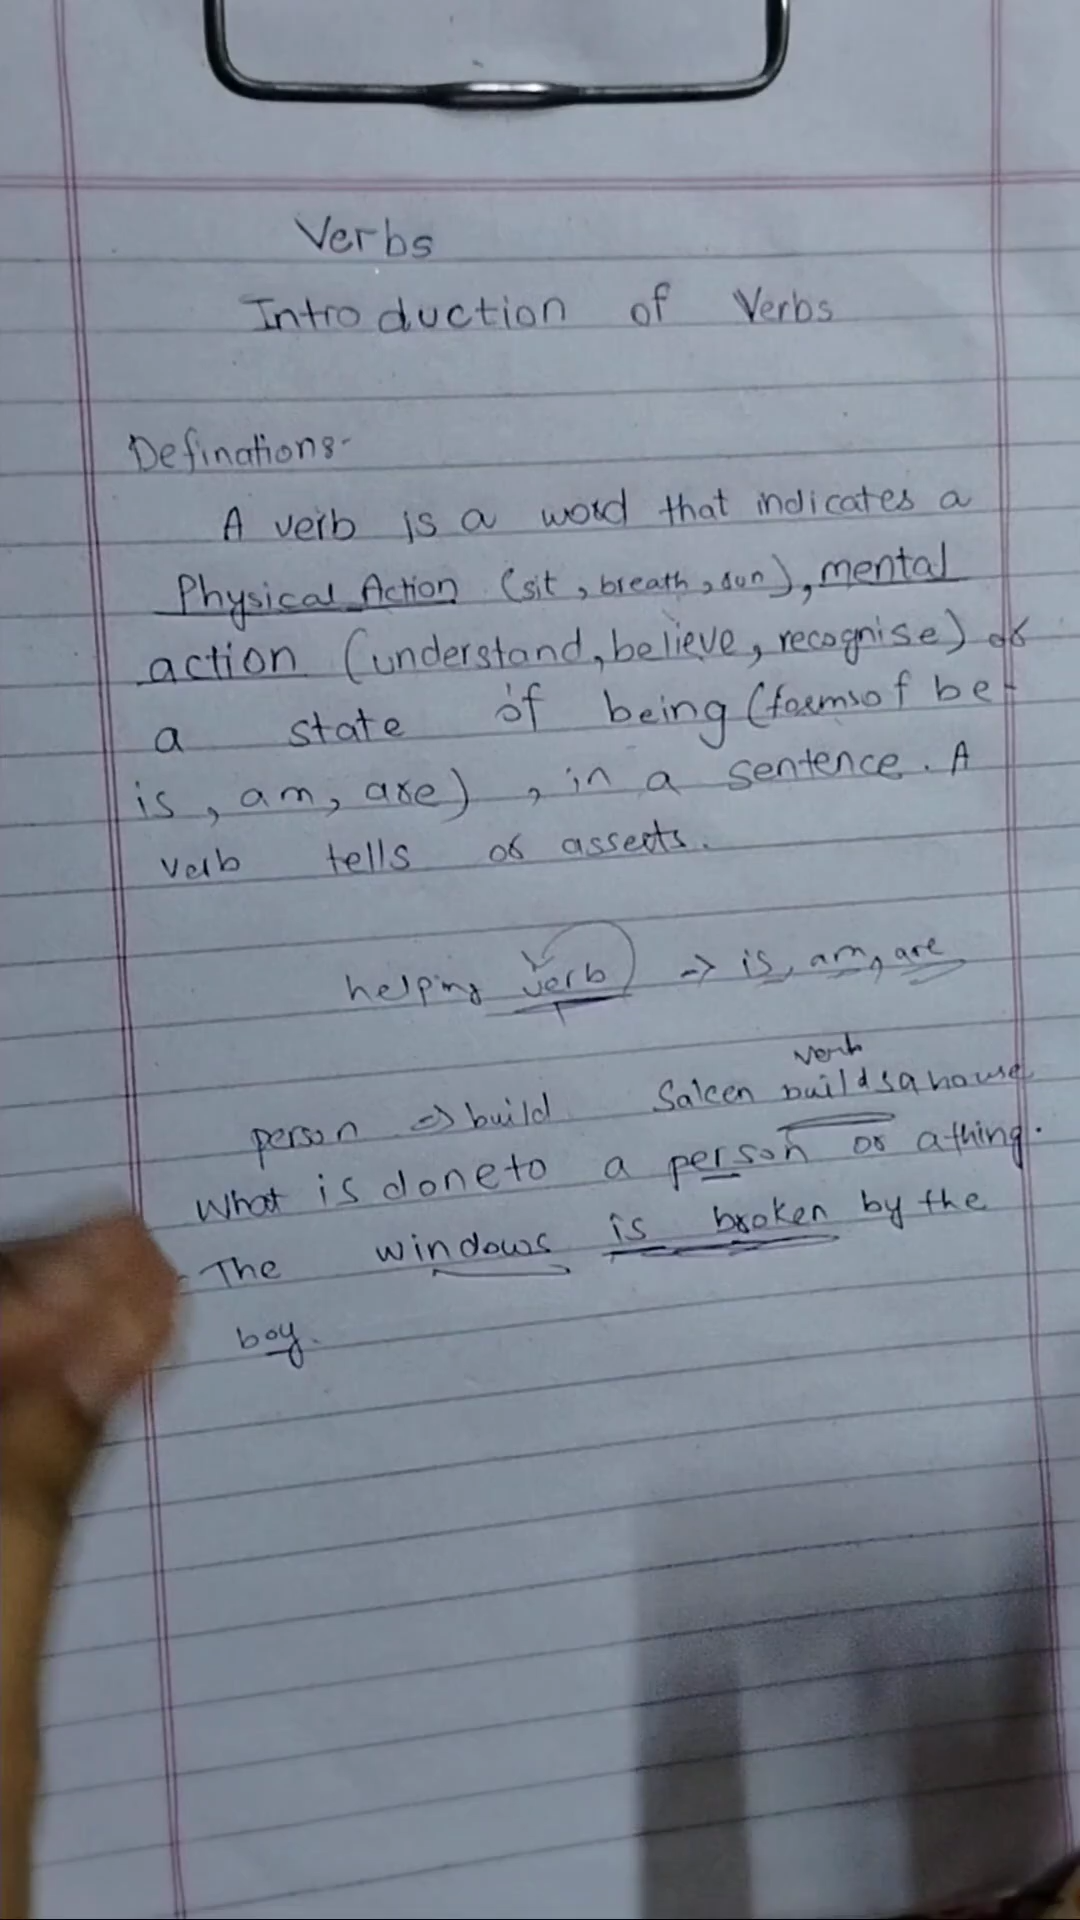 Verbs
Introduction of Verbs
Definations-
A verb is a word that indicates a
Physical Action (sit, breath, run), mental
action (understand, believe, recognise) or
a state of being (forms of be-
is, am, are), in a sentence. A
verb tells or asserts.
helping verb -> is, am, are
verb
person => build Saleen builds a house
What is done to a person or a thing.
The windows is broken by the
boy.